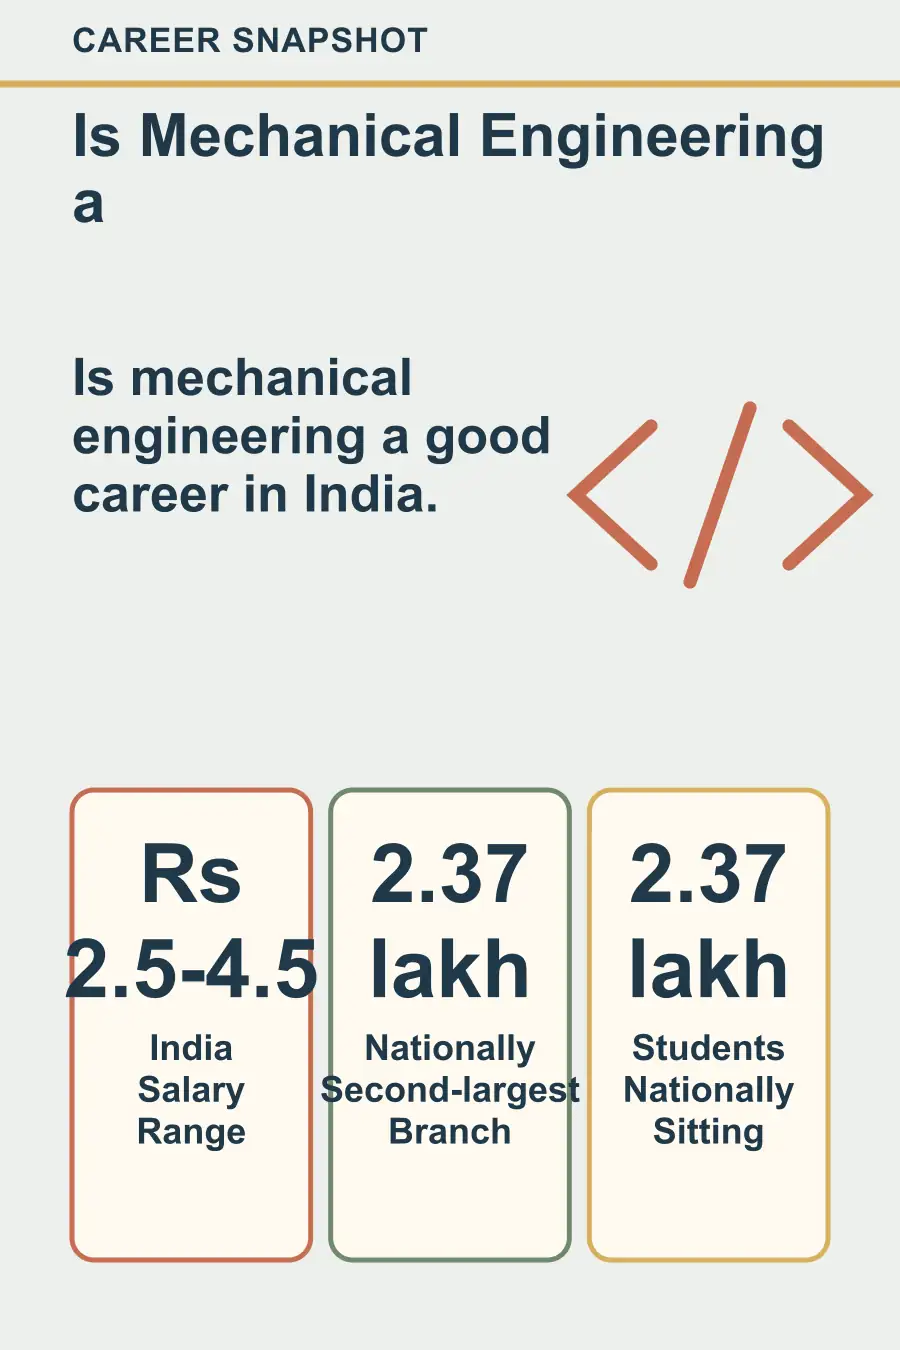 CAREER SNAPSHOT
Is Mechanical Engineering
a
Is mechanical
engineering a good
career in India.
</>
Rs
2.5-4.5
India
Salary
Range
2.37
lakh
Nationally
Second-largest
Branch
2.37
lakh
Students
Nationally
Sitting